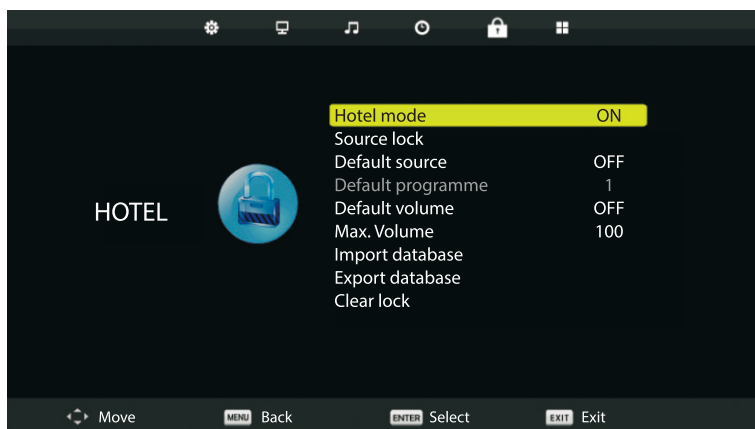 HOTEL
Hotel mode ON
Source lock
Default source OFF
Default programme 1
Default volume OFF
Max. Volume 100
Import database
Export database
Clear lock
Move MENU Back ENTER Select EXIT Exit